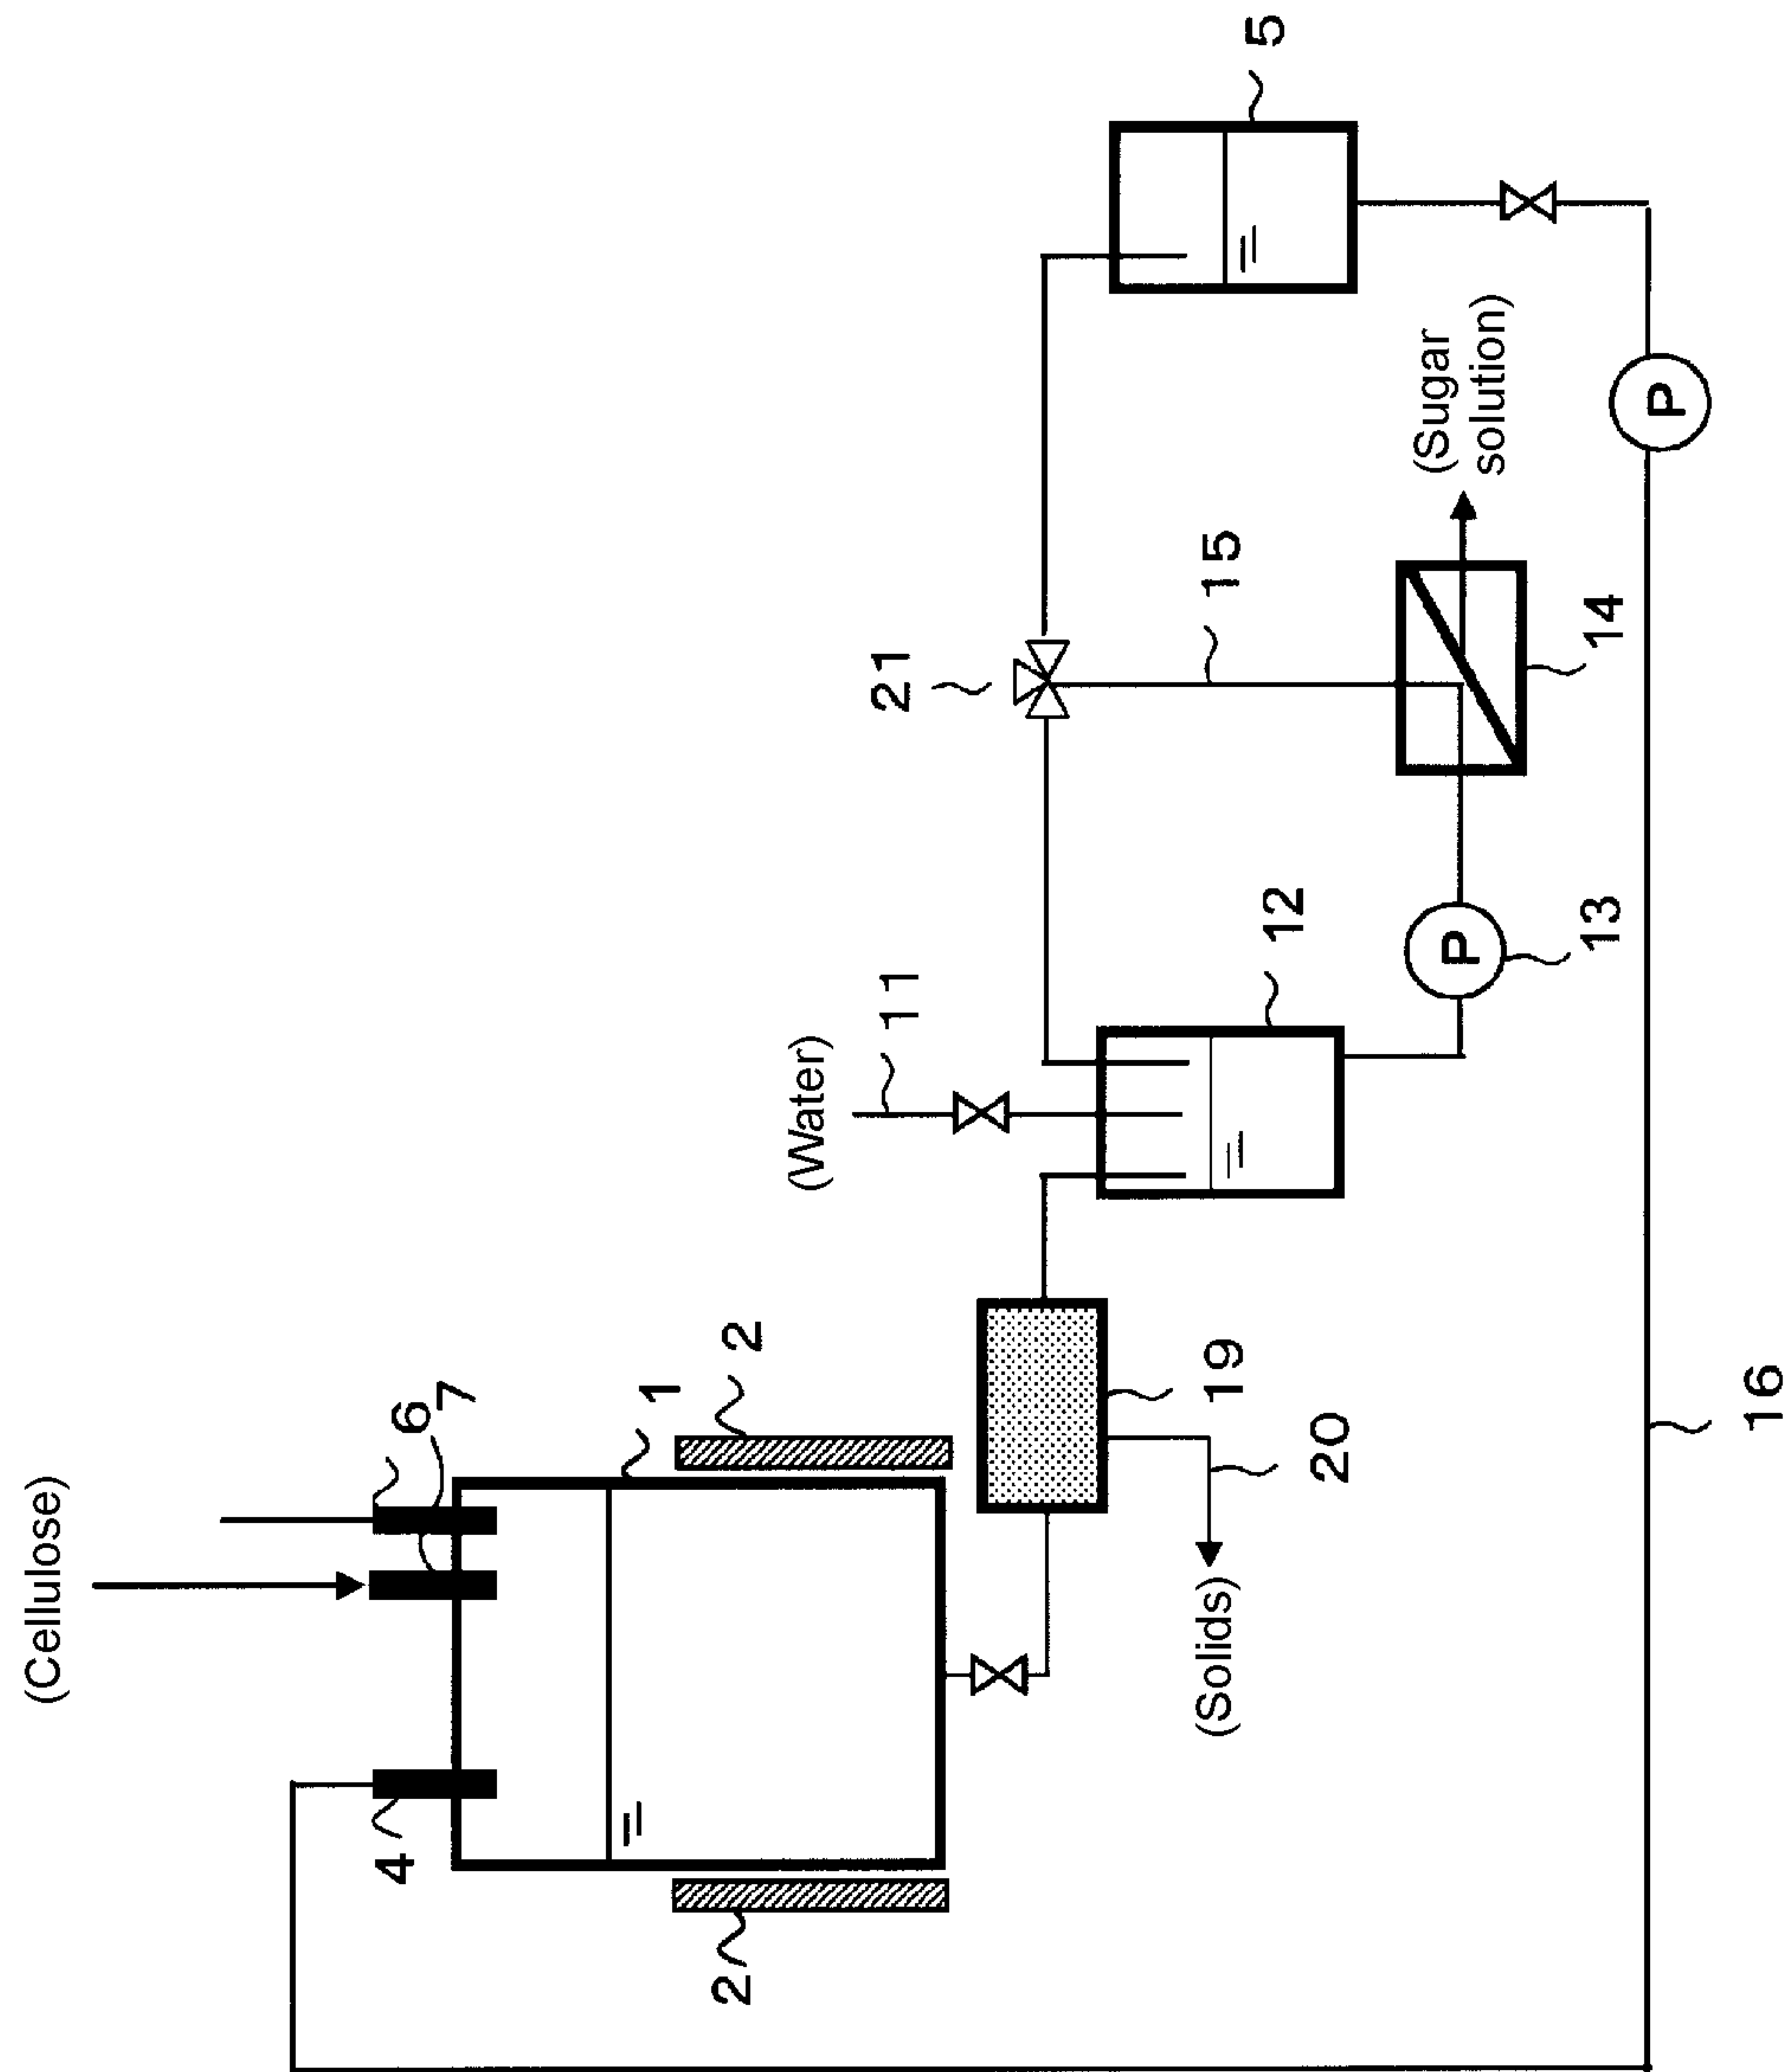 (Cellulose)
6
7
4
1
2
2
(Water)
11
21
5
12
15
19
20
(Solids)
P
13
14
(Sugar
solution)
P
16